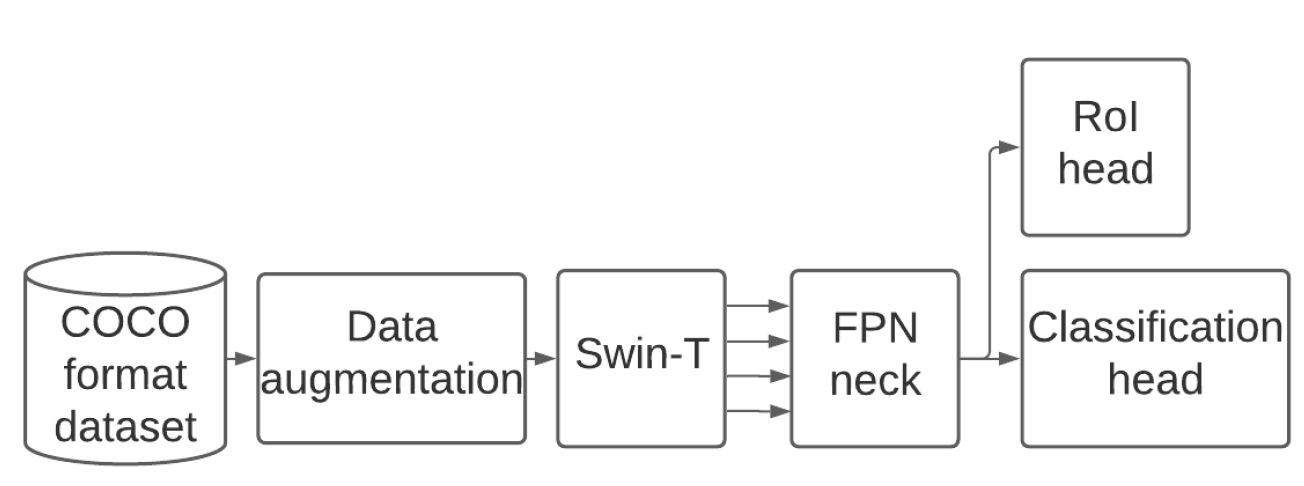 COCO
format
dataset
Data
augmentation
Swin-T
FPN
neck
RoI
head
Classification
head